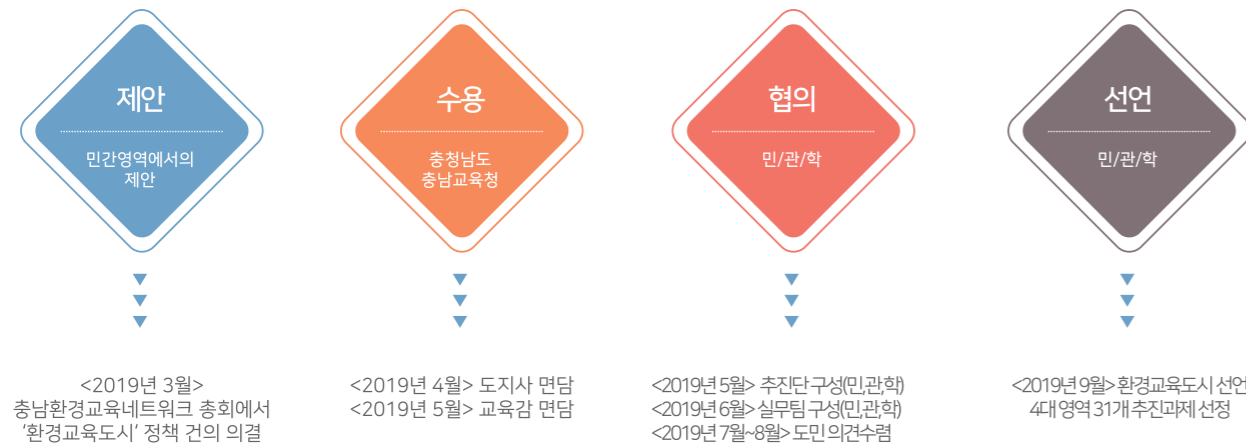 제안
민간영역에서의
제안
수용
충청남도
충남교육청
협의
민/관/학
선언
민/관/학
<2019년 3월>
충남환경교육네트워크 총회에서
'환경교육도시' 정책 건의 의결
<2019년 4월> 도지사 면담
<2019년 5월> 교육감 면담
<2019년 5월> 추진단 구성(민,관,학)
<2019년 6월> 실무팀 구성(민,관,학)
<2019년 7월~8월> 도민 의견수렴
<2019년 9월> 환경교육도시 선언
4대 영역 31개 추진과제 선정